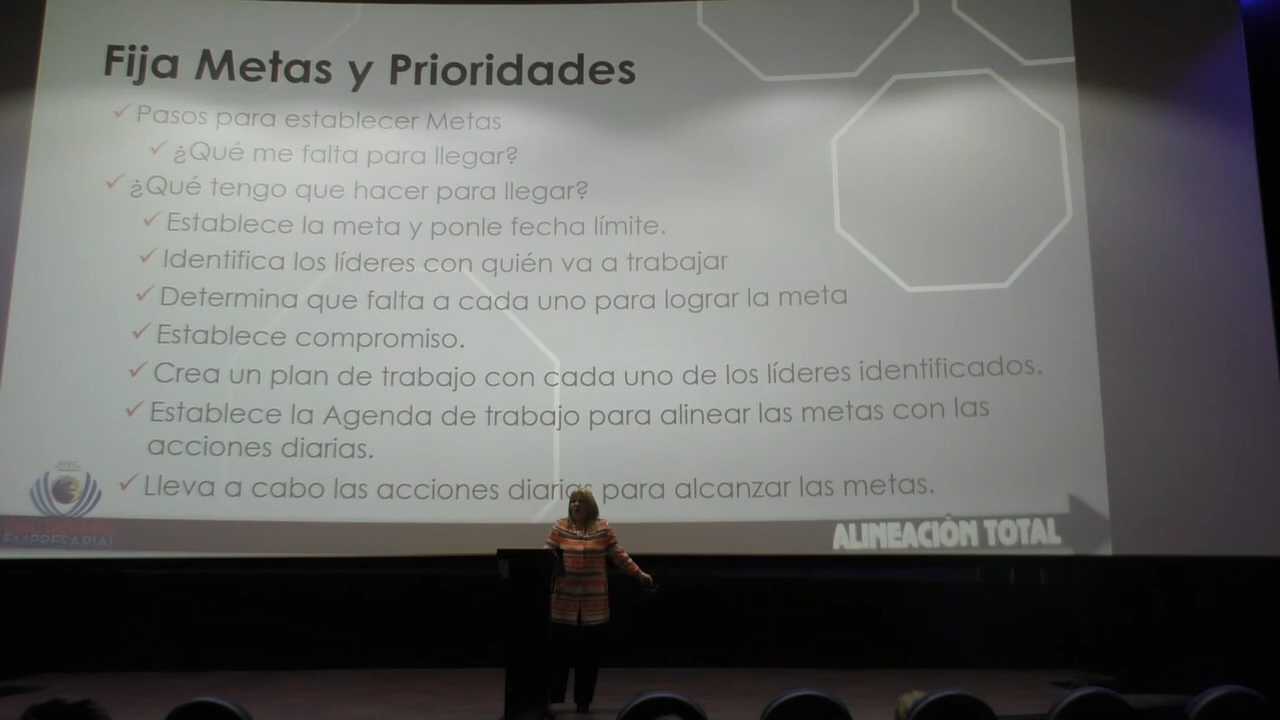 Fija Metas y Prioridades
Pasos para establecer Metas
¿Qué me falta para llegar?
¿Qué tengo que hacer para llegar?
Establece la meta y ponle fecha límite.
Identifica los líderes con quién va a trabajar
Determina que falta a cada uno para lograr la meta
Establece compromiso.
Crea un plan de trabajo con cada uno de los líderes identificados.
Establece la Agenda de trabajo para alinear las metas con las
acciones diarias.
Lleva a cabo las acciones diarias para alcanzar las metas.
EMPRESARIAL
ALINEACIÓN TOTAL